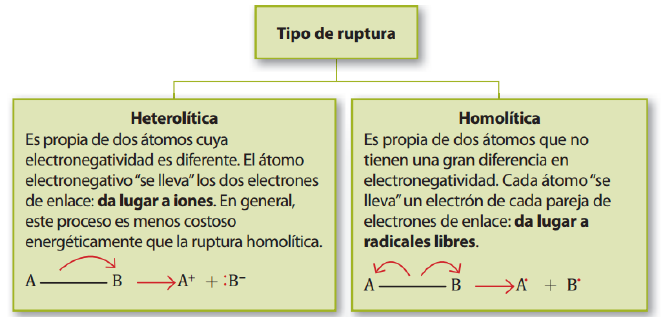 Tipo de ruptura
Heterolítica
Es propia de dos átomos cuya
electronegatividad es diferente. El átomo
electronegativo “se lleva” los dos electrones
de enlace: da lugar a iones. En general,
este proceso es menos costoso
energéticamente que la ruptura homolítica.
A B A⁺ + :B⁻
Homolítica
Es propia de dos átomos que no
tienen una gran diferencia en
electronegatividad. Cada átomo “se
lleva” un electrón de cada pareja de
electrones de enlace: da lugar a
radicales libres.
A B A· + B·